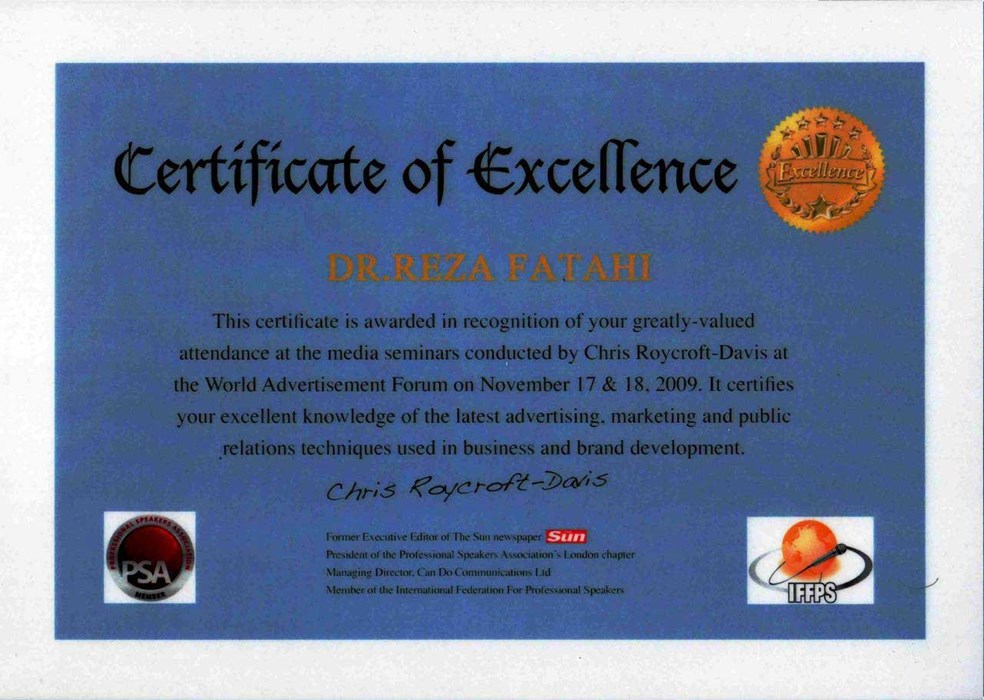 Certificate of Excellence
Excellence
DR.REZA FATAHI
This certificate is awarded in recognition of your greatly-valued
attendance at the media seminars conducted by Chris Roycroft-Davis at
the World Advertisement Forum on November 17 & 18, 2009. It certifies
your excellent knowledge of the latest advertising, marketing and public
relations techniques used in business and brand development.
Chris Roycroft-Davis
Former Executive Editor of The Sun newspaper Sun
President of the Professional Speakers Association's London chapter
Managing Director, Can Do Communications Ltd
Member of the International Federation For Professional Speakers
PROFESSIONAL SPEAKERS ASSOCIATION
PSA
MEMBER
IFFPS